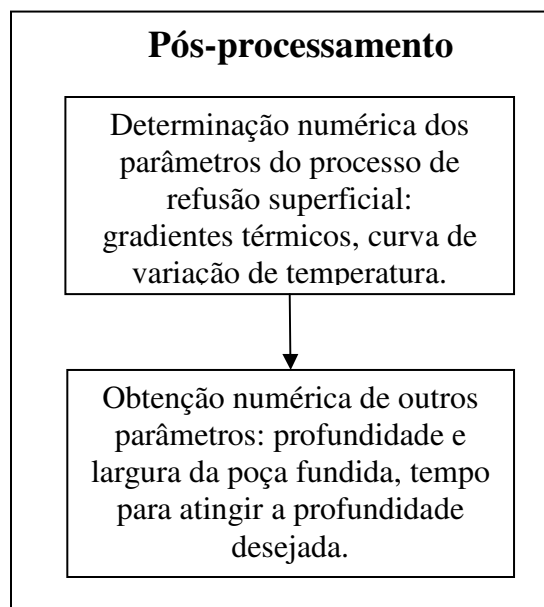 Pós-processamento
Determinação numérica dos
parâmetros do processo de
refusão superficial:
gradientes térmicos, curva de
variação de temperatura.
Obtenção numérica de outros
parâmetros: profundidade e
largura da poça fundida, tempo
para atingir a profundidade
desejada.